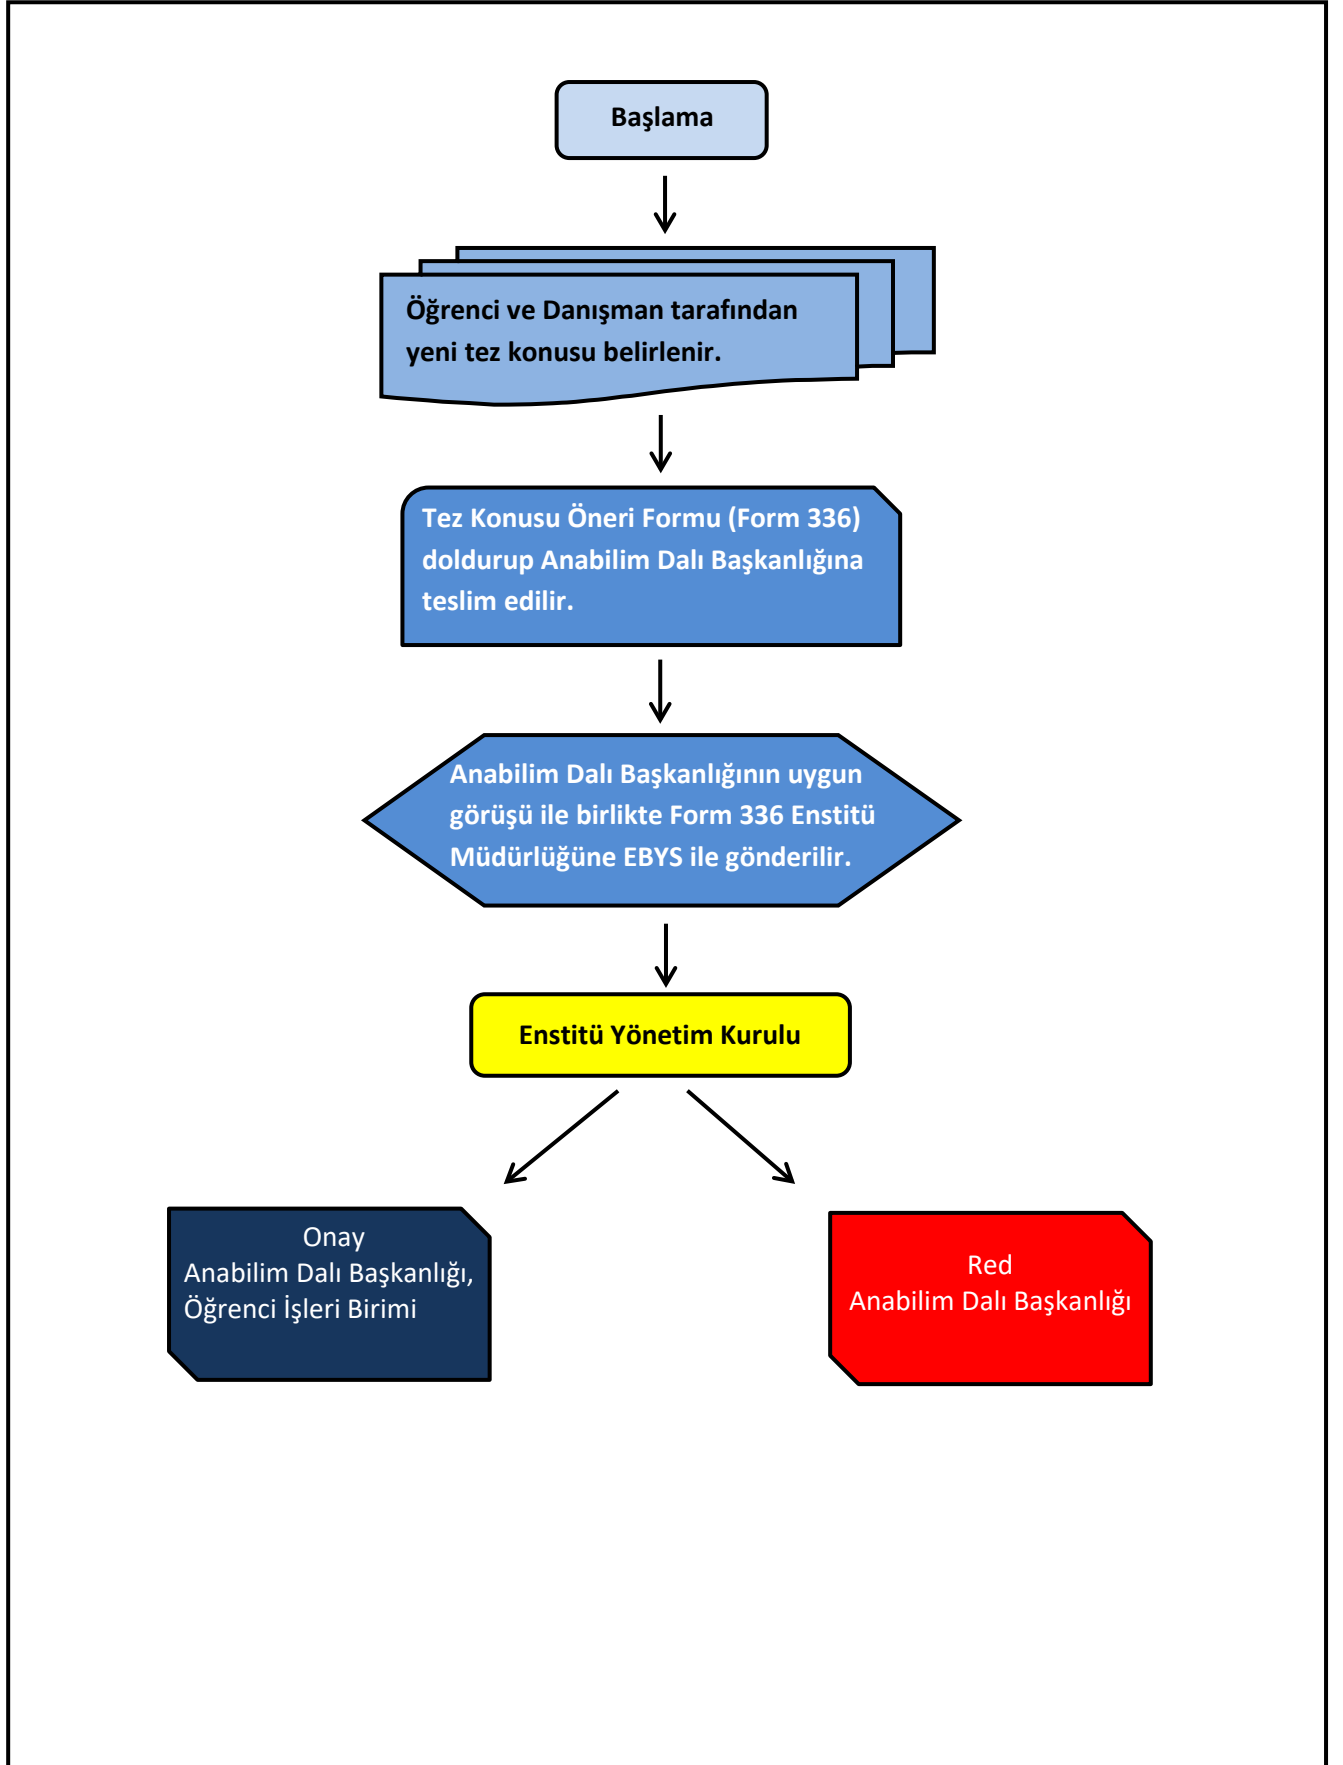 Başlama
Öğrenci ve Danışman tarafından
yeni tez konusu belirlenir.
Tez Konusu Öneri Formu (Form 336)
doldurup Anabilim Dalı Başkanlığına
teslim edilir.
Anabilim Dalı Başkanlığının uygun
görüşü ile birlikte Form 336 Enstitü
Müdürlüğüne EBYS ile gönderilir.
Enstitü Yönetim Kurulu
Onay
Anabilim Dalı Başkanlığı,
Öğrenci İşleri Birimi
Red
Anabilim Dalı Başkanlığı